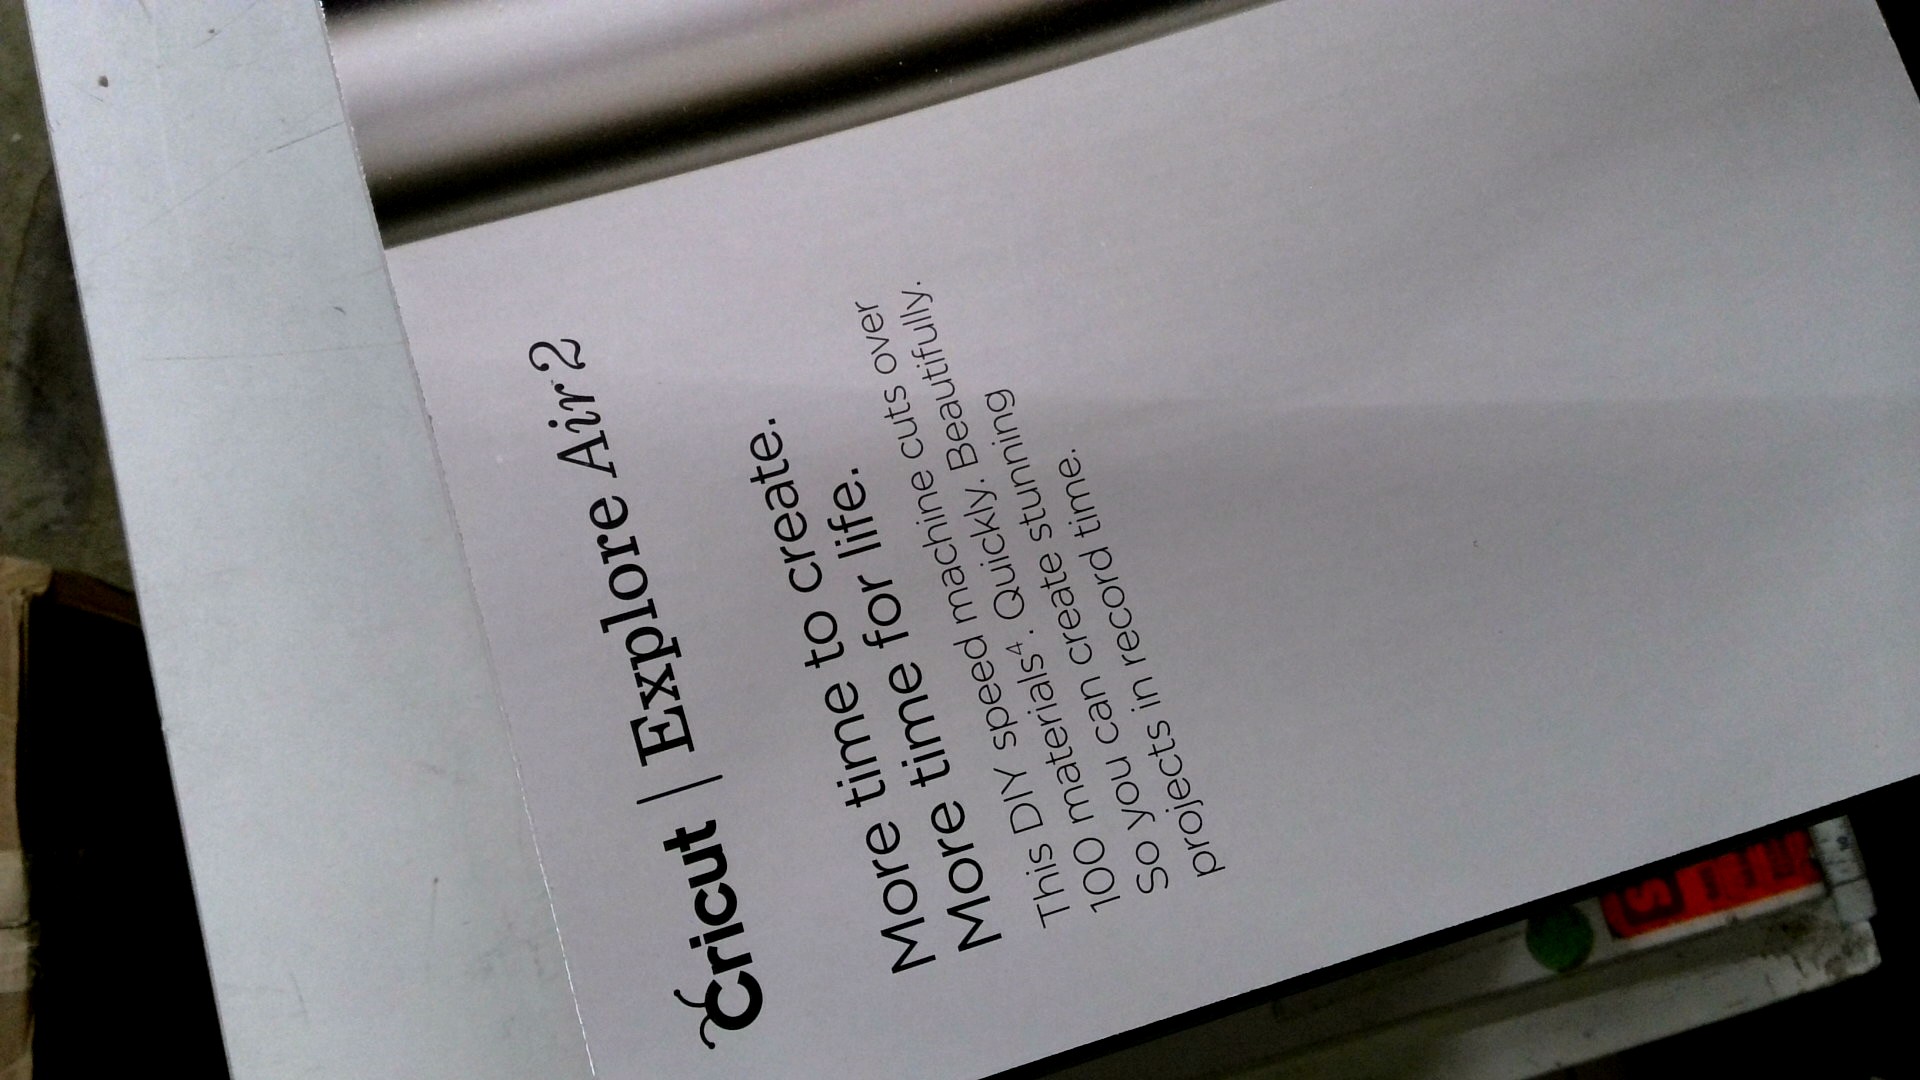 Cricut | Explore Air 2
More time to create.
More time for life.
This DIY speed machine cuts over
100 materials⁴. Quickly. Beautifully.
So you can create stunning
projects in record time.